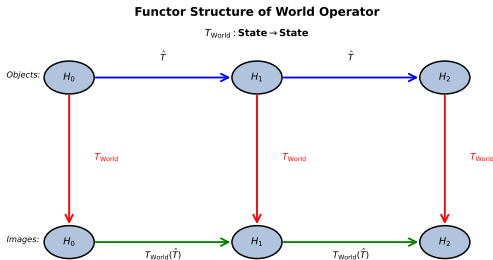 Functor Structure of World Operator
T_World : State → State
T̂ T̂
Objects: H₀ H₁ H₂
T_World T_World T_World
Images: H₀ H₁ H₂
T_World(T̂) T_World(T̂)